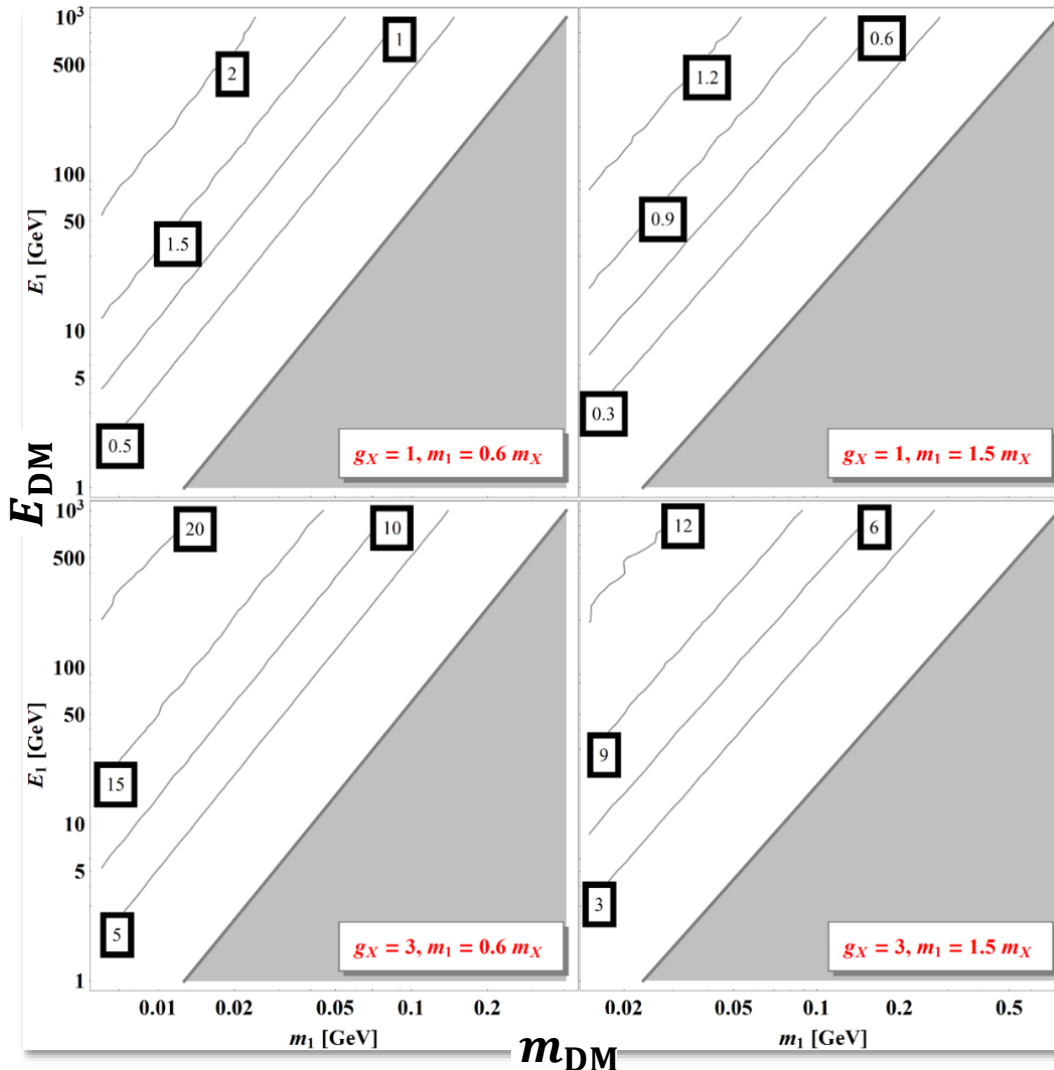 10³
500
100
50
10
5
1
E₁ [GeV]
2
1
1.5
0.5
g_X = 1, m₁ = 0.6 m_X
1.2
0.6
0.9
0.3
g_X = 1, m₁ = 1.5 m_X
E_DM
10³
500
100
50
10
5
1
E₁ [GeV]
20
10
15
5
g_X = 3, m₁ = 0.6 m_X
12
6
9
3
g_X = 3, m₁ = 1.5 m_X
0.01 0.02 0.05 0.1 0.2
m₁ [GeV]
0.02 0.05 0.1 0.2 0.5
m₁ [GeV]
m_DM